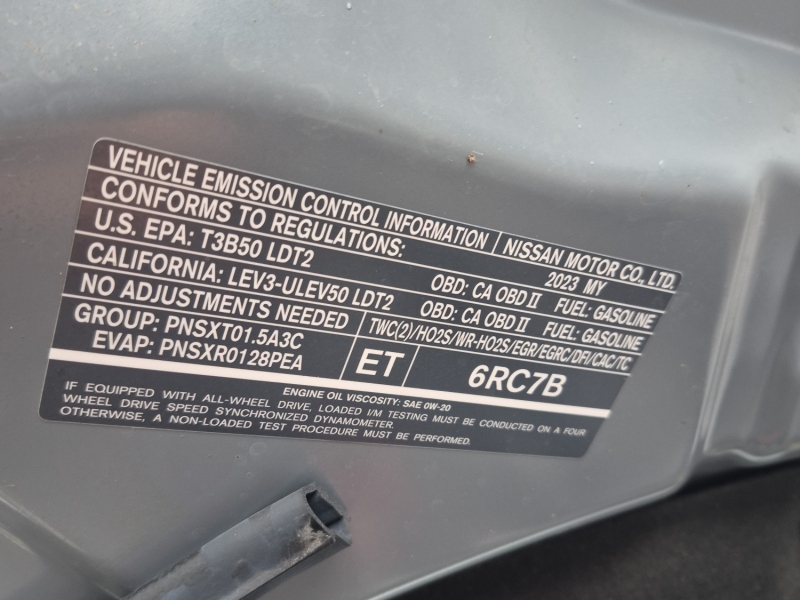 VEHICLE EMISSION CONTROL INFORMATION NISSAN MOTOR CO., LTD.
CONFORMS TO REGULATIONS: 2023 MY
U.S. EPA: T3B50 LDT2 OBD: CA OBD II FUEL: GASOLINE
CALIFORNIA: LEV3-ULEV50 LDT2 OBD: CA OBD II FUEL: GASOLINE
NO ADJUSTMENTS NEEDED TWC(2)/HO2S/WR-HO2S/EGR/EGRC/DFI/CAC/TC
GROUP: PNSXT01.5A3C
EVAP: PNSXR0128PEA ET 6RC7B
ENGINE OIL VISCOSITY: SAE 0W-20
IF EQUIPPED WITH ALL-WHEEL DRIVE, LOADED I/M TESTING MUST BE CONDUCTED ON A FOUR
WHEEL DRIVE SPEED SYNCHRONIZED DYNAMOMETER.
OTHERWISE, A NON-LOADED TEST PROCEDURE MUST BE PERFORMED.